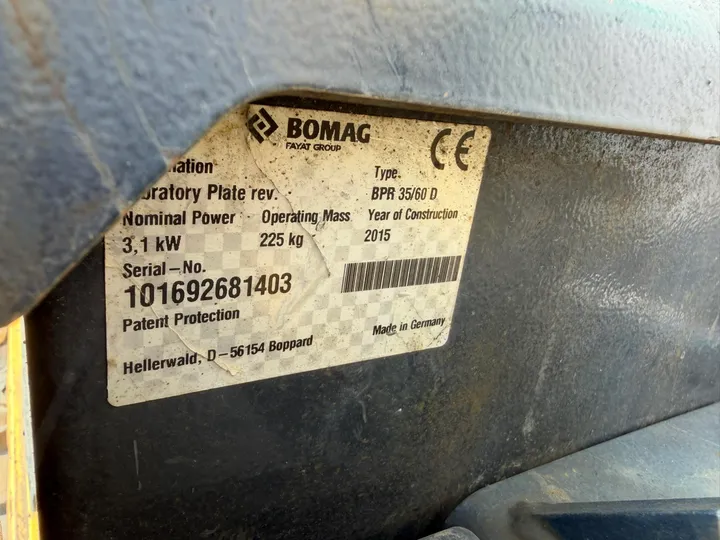 BOMAG
FAYAT GROUP
CE
Type.
Vibratory Plate rev. BPR 35/60 D
Nominal Power Operating Mass Year of Construction
3,1 kW 225 kg 2015
Serial-No.
101692681403
Patent Protection
Hellerwald, D-56154 Boppard Made in Germany